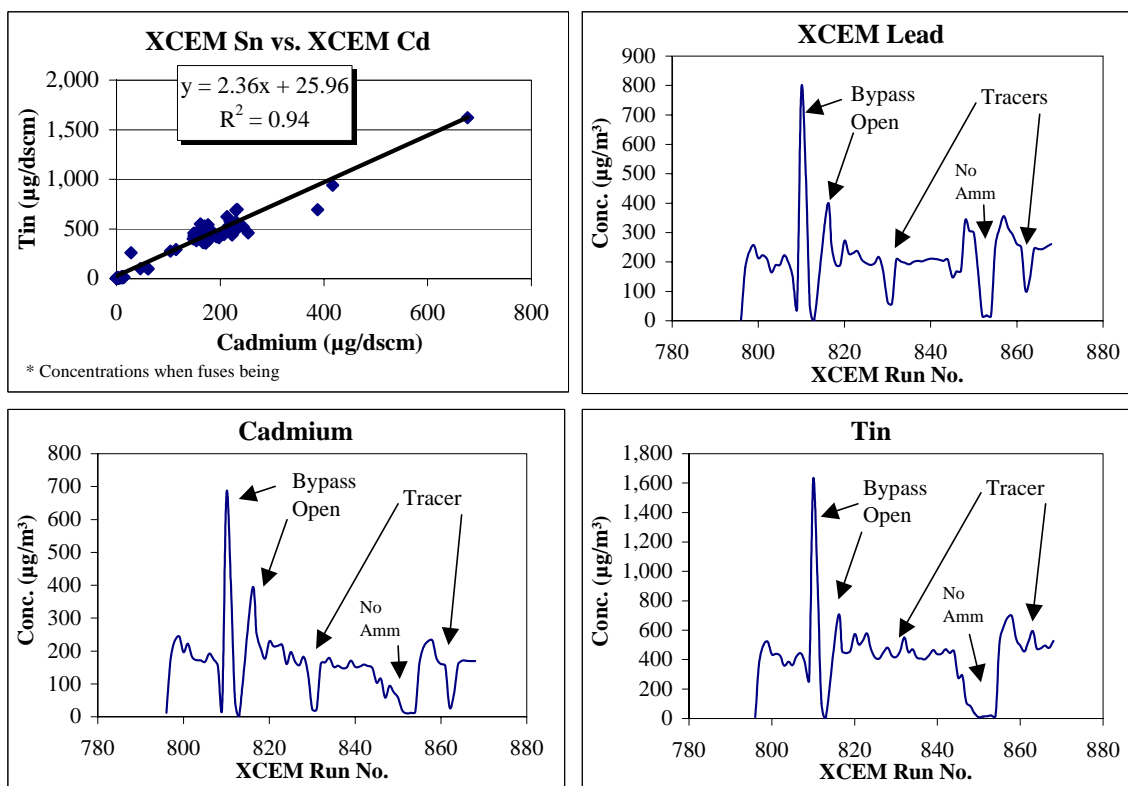 XCEM Sn vs. XCEM Cd
y = 2.36x + 25.96
R² = 0.94
2,000
1,500
1,000
500
0
Tin (µg/dscm)
0 200 400 600 800
Cadmium (µg/dscm)
* Concentrations when fuses being
XCEM Lead
900
800
700
600
500
400
300
200
100
0
Conc. (µg/m³)
Bypass
Open
Tracers
No
Amm
780 800 820 840 860 880
XCEM Run No.
Cadmium
800
700
600
500
400
300
200
100
0
Conc. (µg/m³)
Bypass
Open
Tracer
No
Amm
780 800 820 840 860 880
XCEM Run No.
Tin
1,800
1,600
1,400
1,200
1,000
800
600
400
200
0
Conc. (µg/m³)
Bypass
Open
Tracer
No
Amm
780 800 820 840 860 880
XCEM Run No.